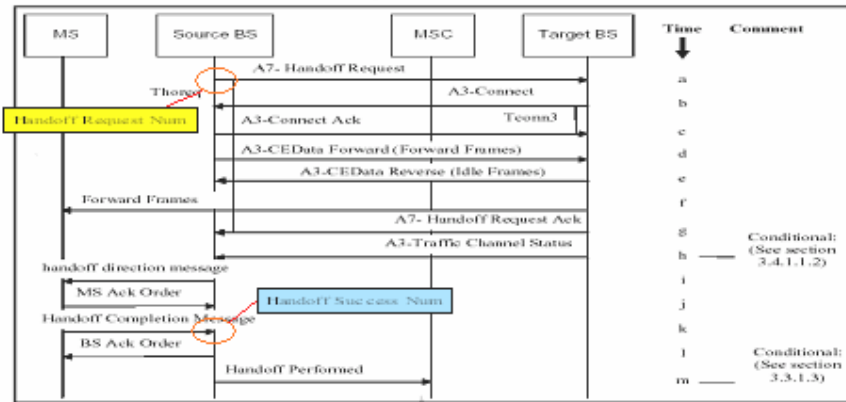 MS Source BS MSC Target BS Time Comment
A7- Handoff Request a
A3-Connect b
Handoff Request Num
A3-Connect Ack Tconn3 c
A3-CEData Forward (Forward Frames) d
A3-CEData Reverse (Idle Frames) e
Forward Frames f
A7- Handoff Request Ack g
A3-Traffic Channel Status h
Conditional:
(See section
3.4.1.1.2)
handoff direction message i
MS Ack Order j
Handoff Success Num
Handoff Completion Message k
BS Ack Order l
Handoff Performed m
Conditional:
(See section
3.3.1.3)